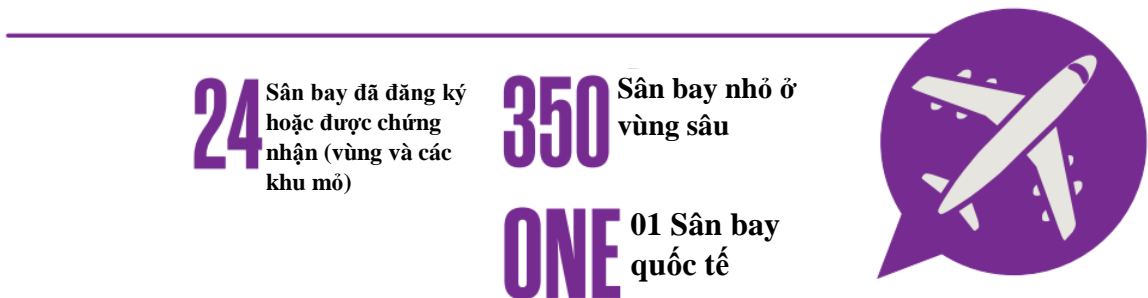 24
Sân bay đã đăng ký
hoặc được chứng
nhận (vùng và các
khu mỏ)
350
Sân bay nhỏ ở
vùng sâu
ONE
01 Sân bay
quốc tế